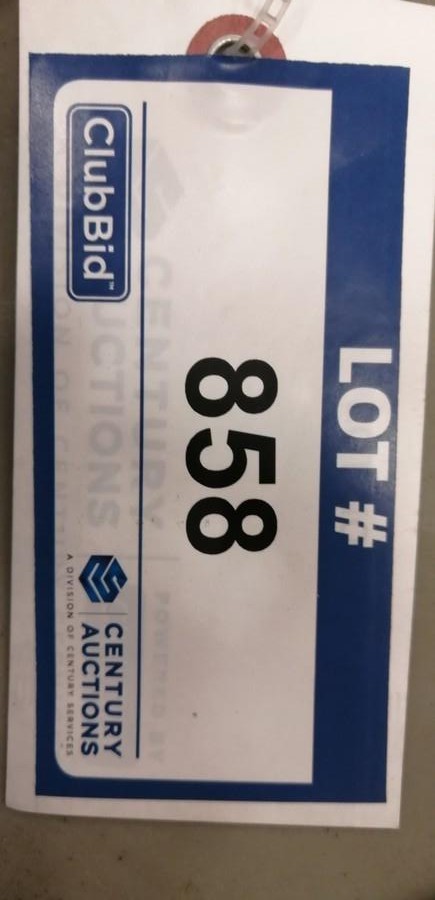 LOT #
858
ClubBid™
CENTURY
AUCTIONS
A DIVISION OF CENTURY SERVICES